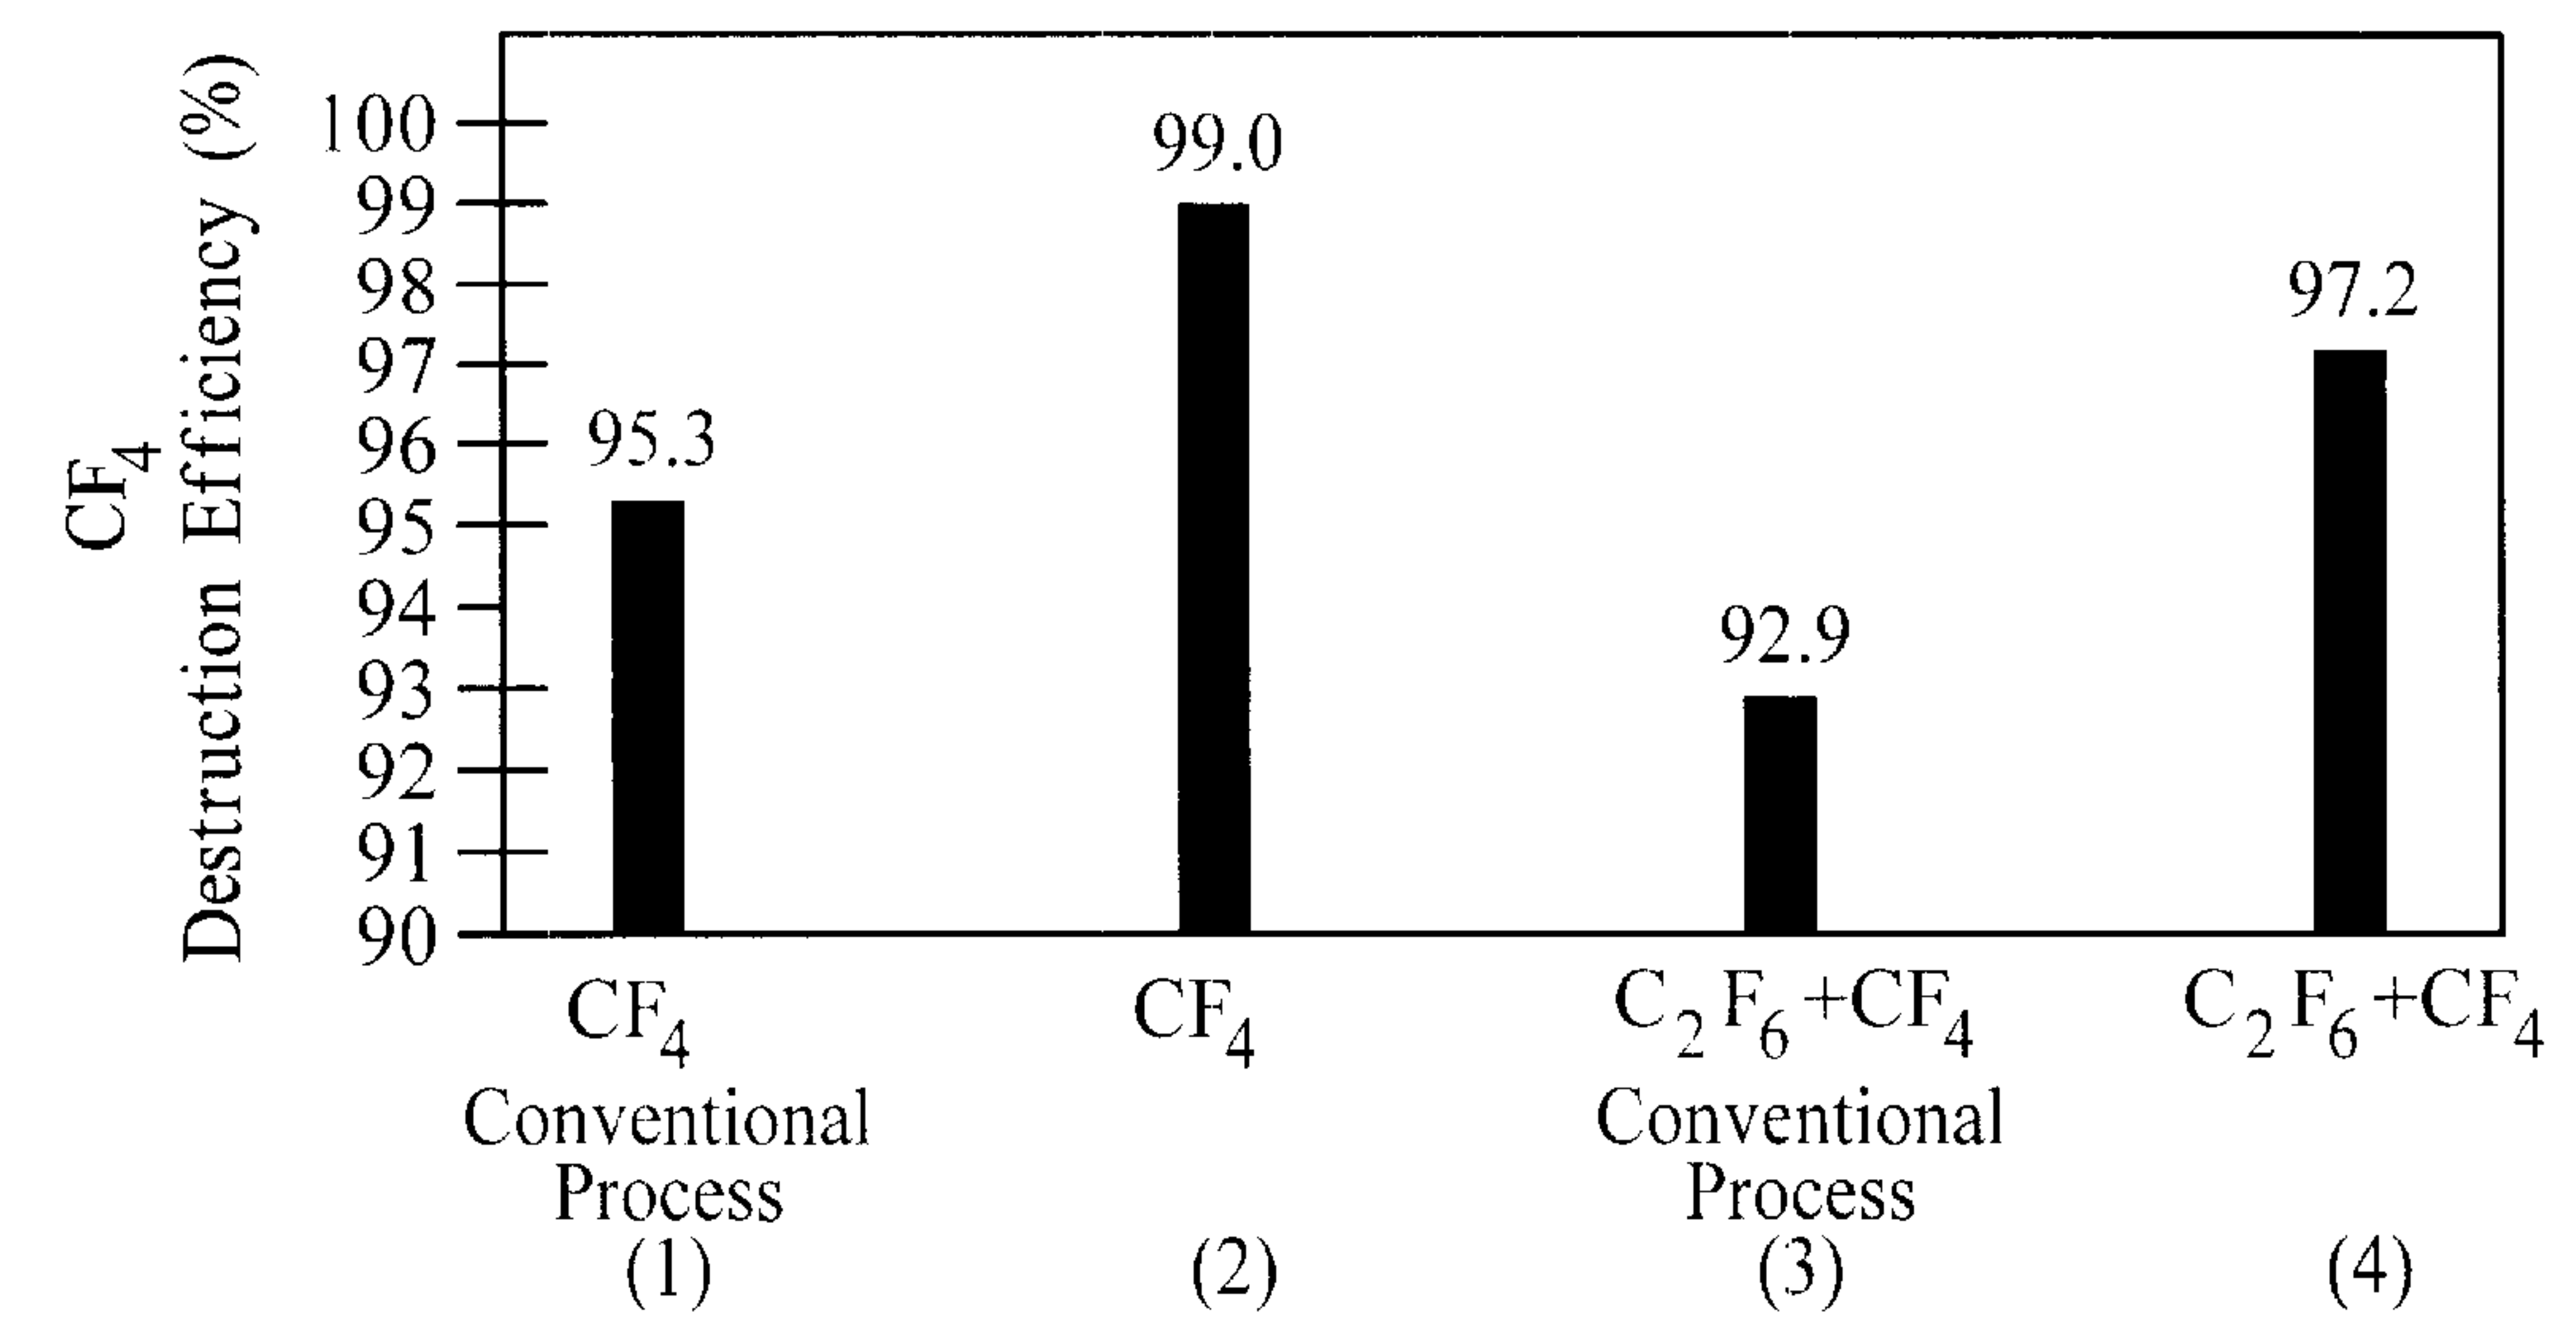 CF4
Destruction Efficiency (%)
100
99
98
97
96
95
94
93
92
91
90
95.3
99.0
92.9
97.2
CF4
Conventional
Process
(1)
CF4
(2)
C2F6+CF4
Conventional
Process
(3)
C2F6+CF4
(4)